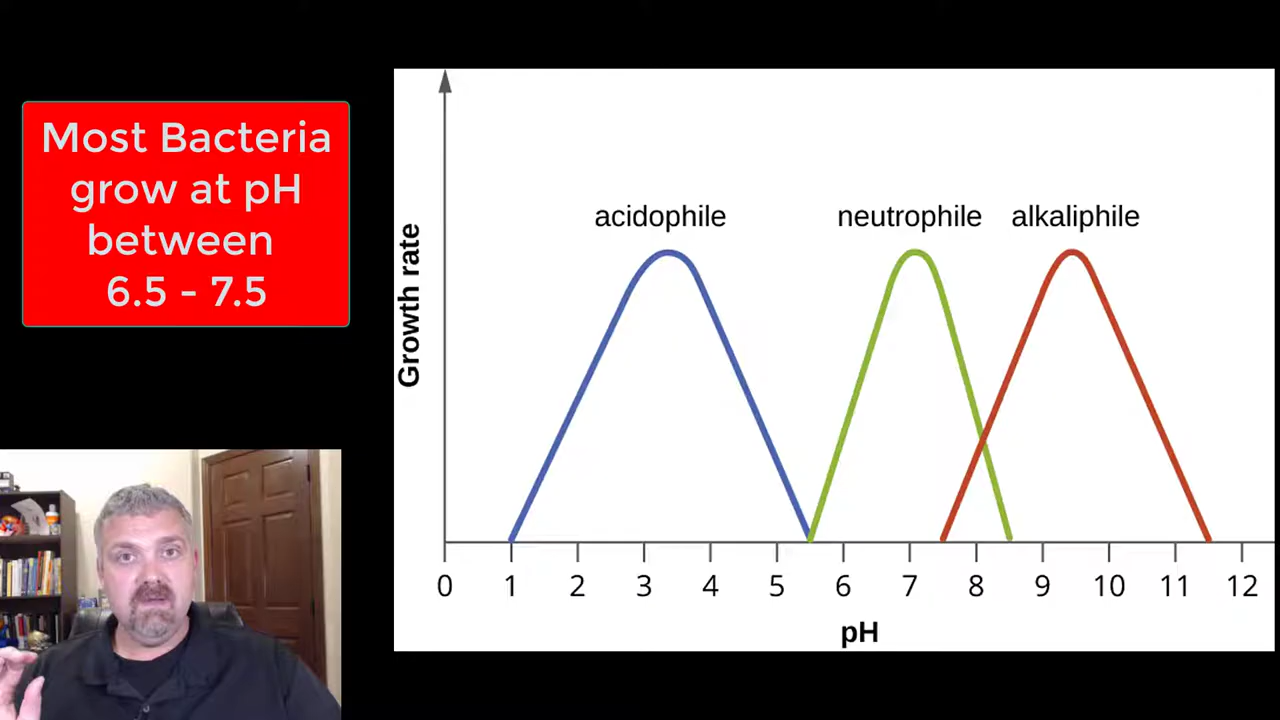 Most Bacteria
grow at pH
between
6.5 - 7.5
acidophile
neutrophile
alkaliphile
Growth rate
0 1 2 3 4 5 6 7 8 9 10 11 12
pH